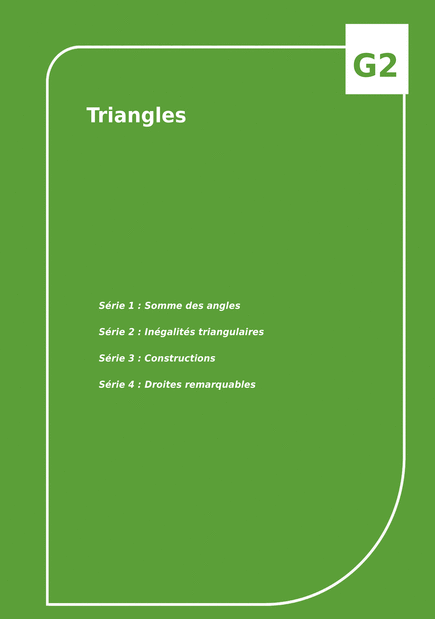 G2
Triangles
Série 1 : Somme des angles
Série 2 : Inégalités triangulaires
Série 3 : Constructions
Série 4 : Droites remarquables